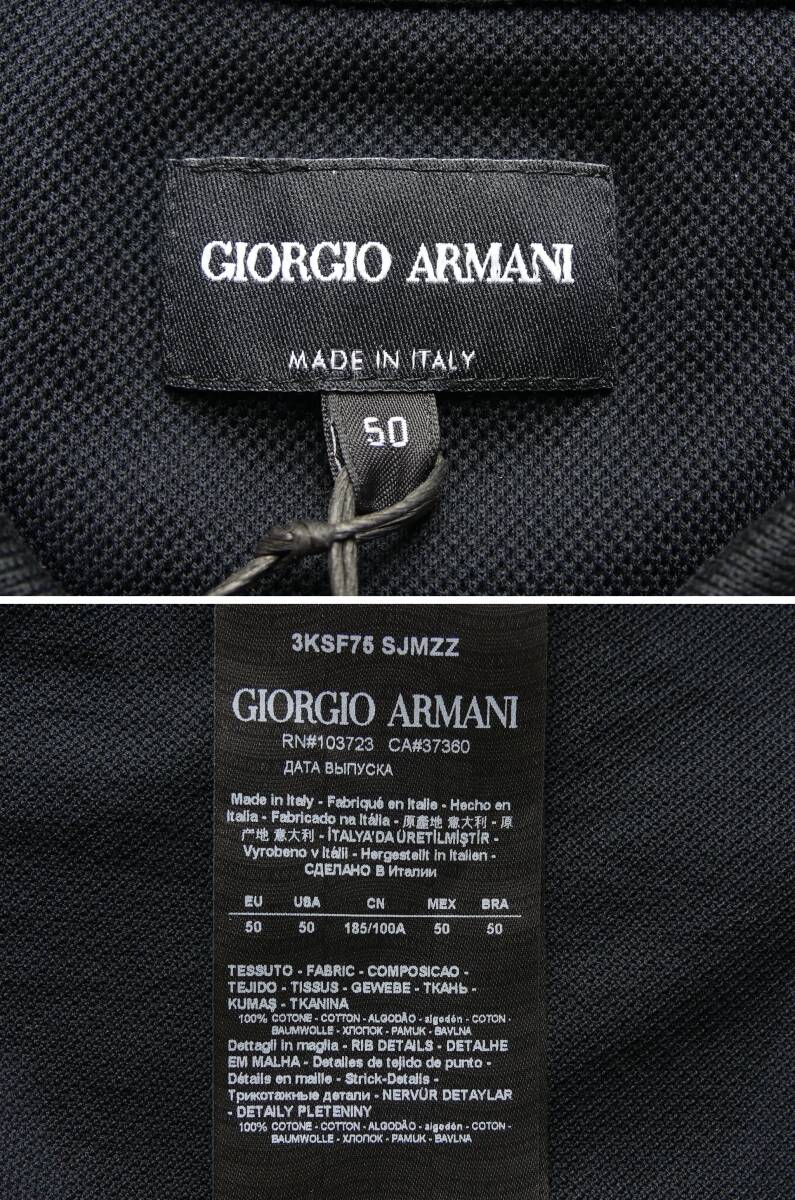 GIORGIO ARMANI
MADE IN ITALY
50
3KSF75 SJMZZ
GIORGIO ARMANI
RN#103723 CA#37360
ДАТА ВЫПУСКА
Made in Italy - Fabriqué en Italie - Hecho en
Italia - Fabricado na Itália - 原產地 意大利 - 原
产地 意大利 - İTALYA'DA ÜRETİLMİŞTİR -
Vyrobeno v Itálii - Hergestellt in Italien -
СДЕЛАНО В Италии
EU USA CN MEX BRA
50 50 185/100A 50 50
TESSUTO - FABRIC - COMPOSICAO -
TEJIDO - TISSUS - GEWEBE - ТКАНЬ -
KUMAŞ - TKANINA
100% COTONE - COTTON - ALGODÃO - algodón - COTON -
BAUMWOLLE - ХЛОПОК - PAMUK - BAVLNA
Dettagli in maglia - RIB DETAILS - DETALHE
EM MALHA - Detalles de tejido de punto -
Détails en maille - Strick-Details -
Трикотажные детали - NERVÜR DETAYLAR
- DETAILY PLETENINY
100% COTONE - COTTON - ALGODÃO - algodón - COTON -
BAUMWOLLE - ХЛОПОК - PAMUK - BAVLNA